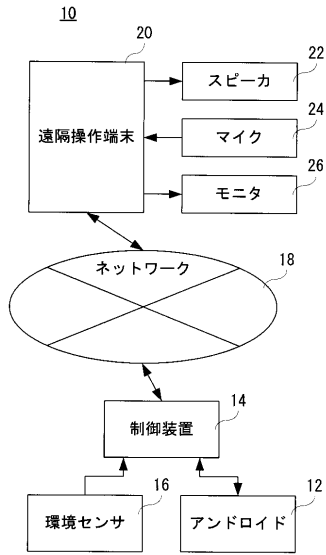 10
20
22
スピーカ
24
遠隔操作端末
マイク
26
モニタ
ネットワーク
18
14
制御装置
16
12
環境センサ
アンドロイド